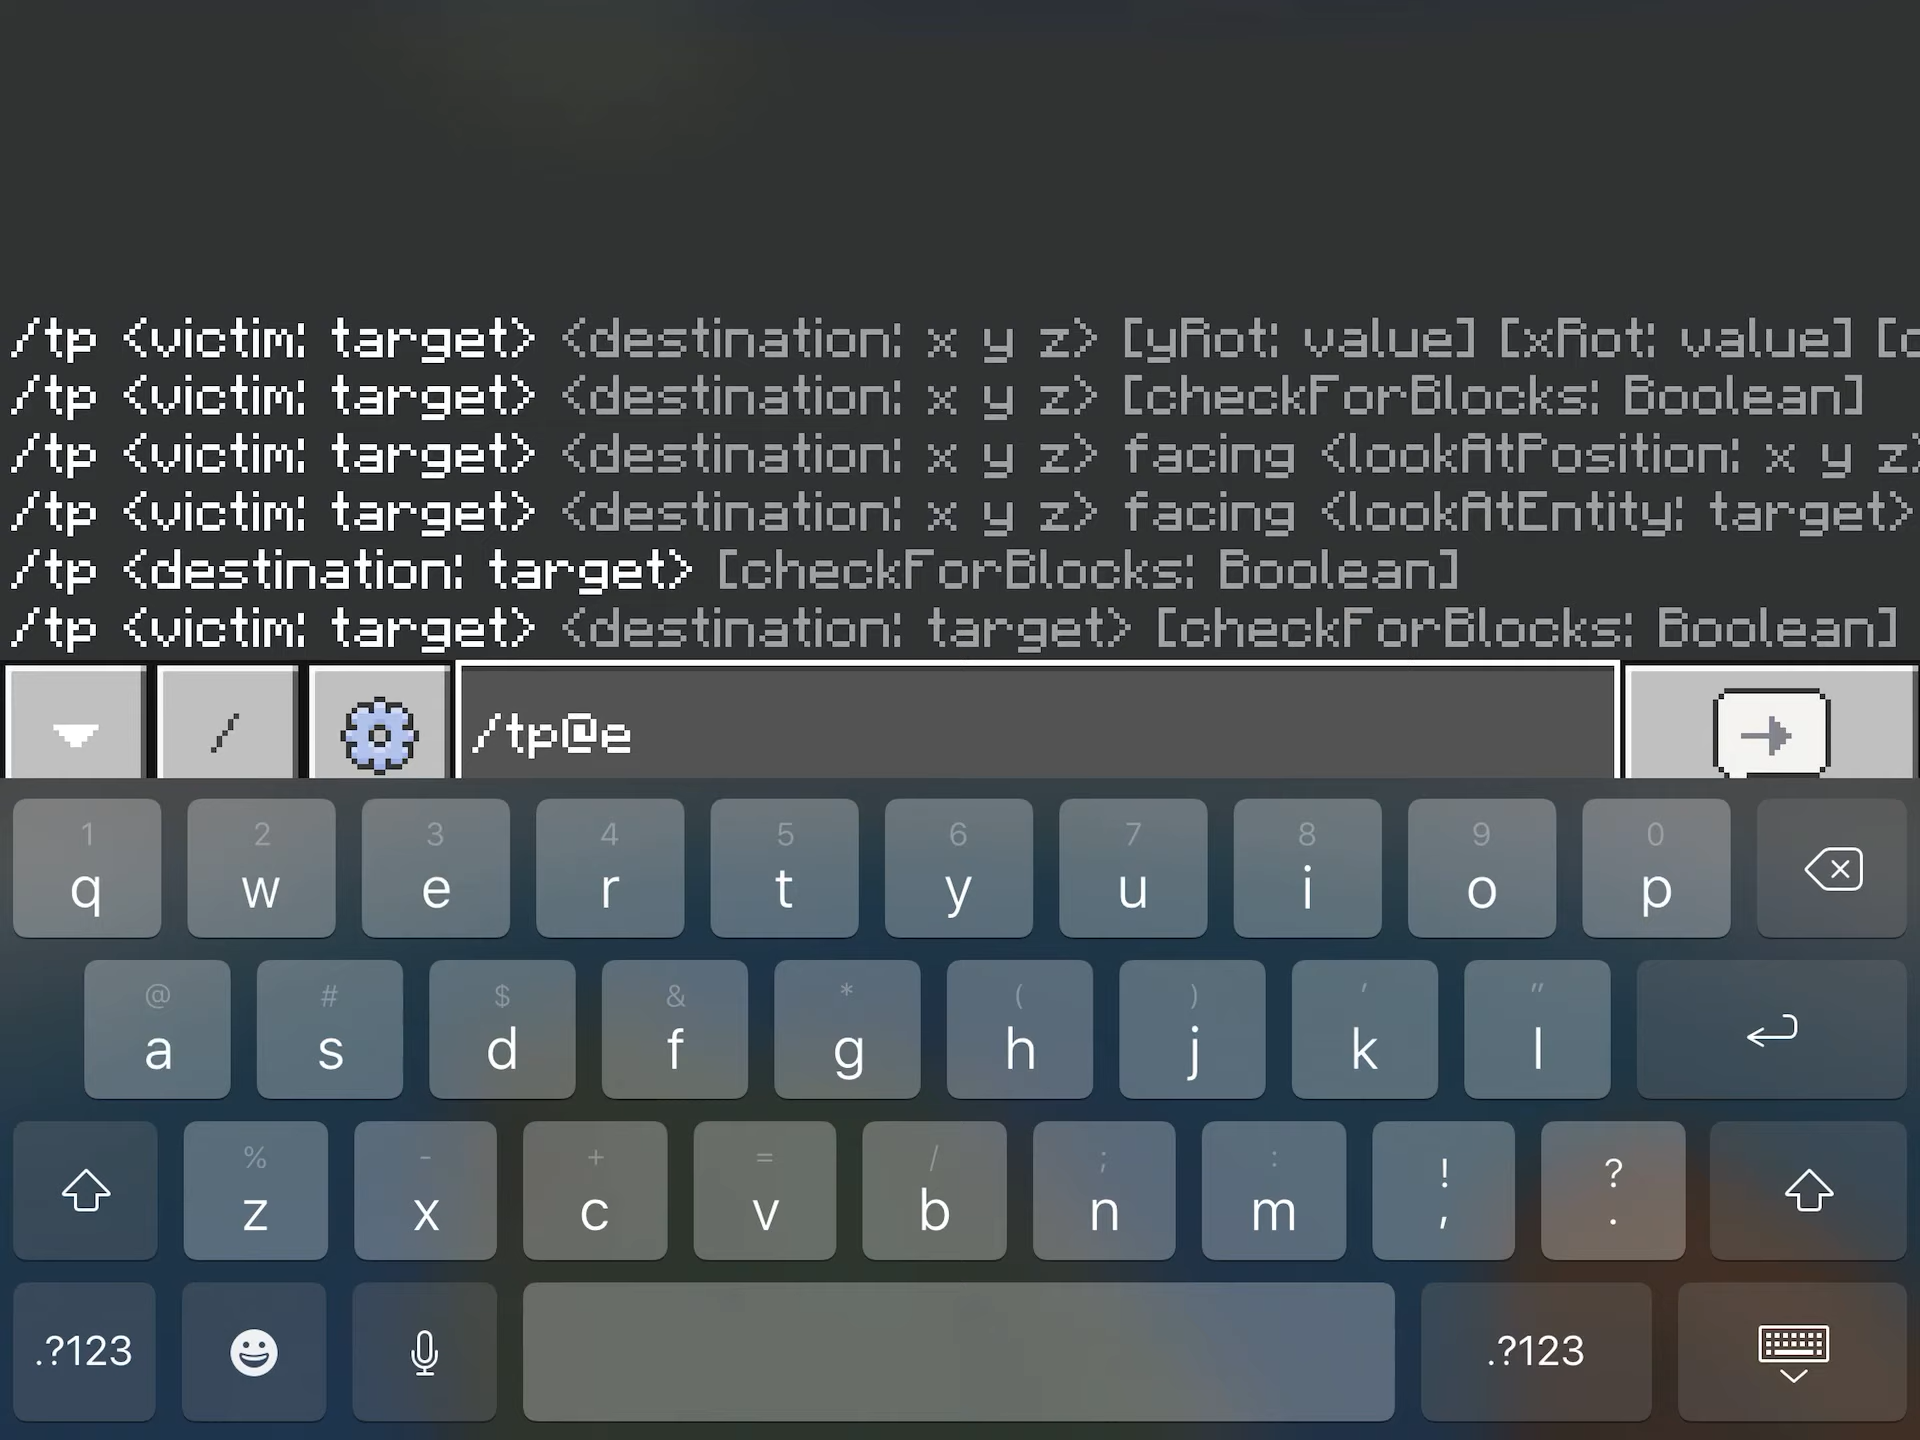 /tp <victim: target> <destination: x y z> [yRot: value] [xRot: value] [c
/tp <victim: target> <destination: x y z> [checkForBlocks: Boolean]
/tp <victim: target> <destination: x y z> facing <lookAtPosition: x y z>
/tp <victim: target> <destination: x y z> facing <lookAtEntity: target>
/tp <destination: target> [checkForBlocks: Boolean]
/tp <victim: target> <destination: target> [checkForBlocks: Boolean]
/ /tp@e
1 2 3 4 5 6 7 8 9 0
q w e r t y u i o p
@ # $ & * ( ) ' "
a s d f g h j k l
% - + = / ; : ! ?
z x c v b n m , .
.?123 .?123